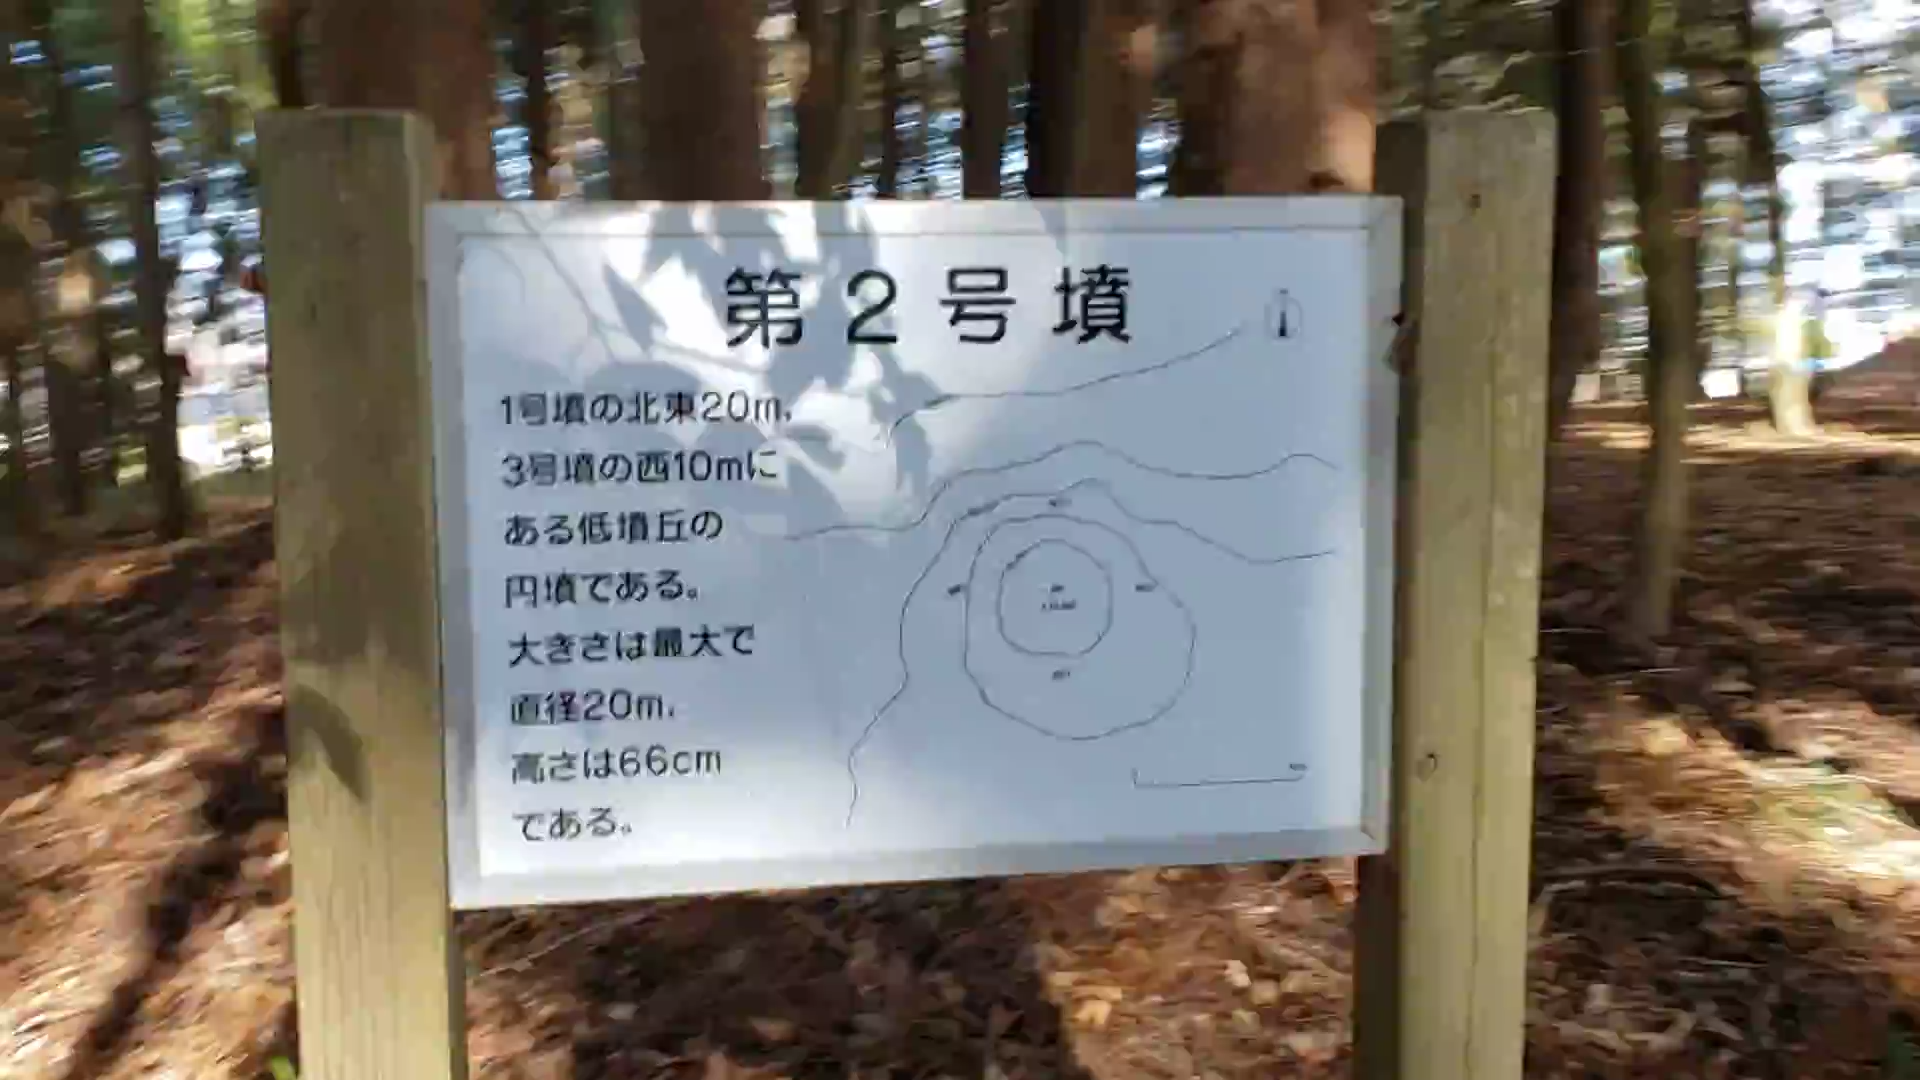 第2号墳
1号墳の北東20m,
3号墳の西10mに
ある低墳丘の
円墳である。
大きさは最大で
直径20m,
高さは66cm
である。